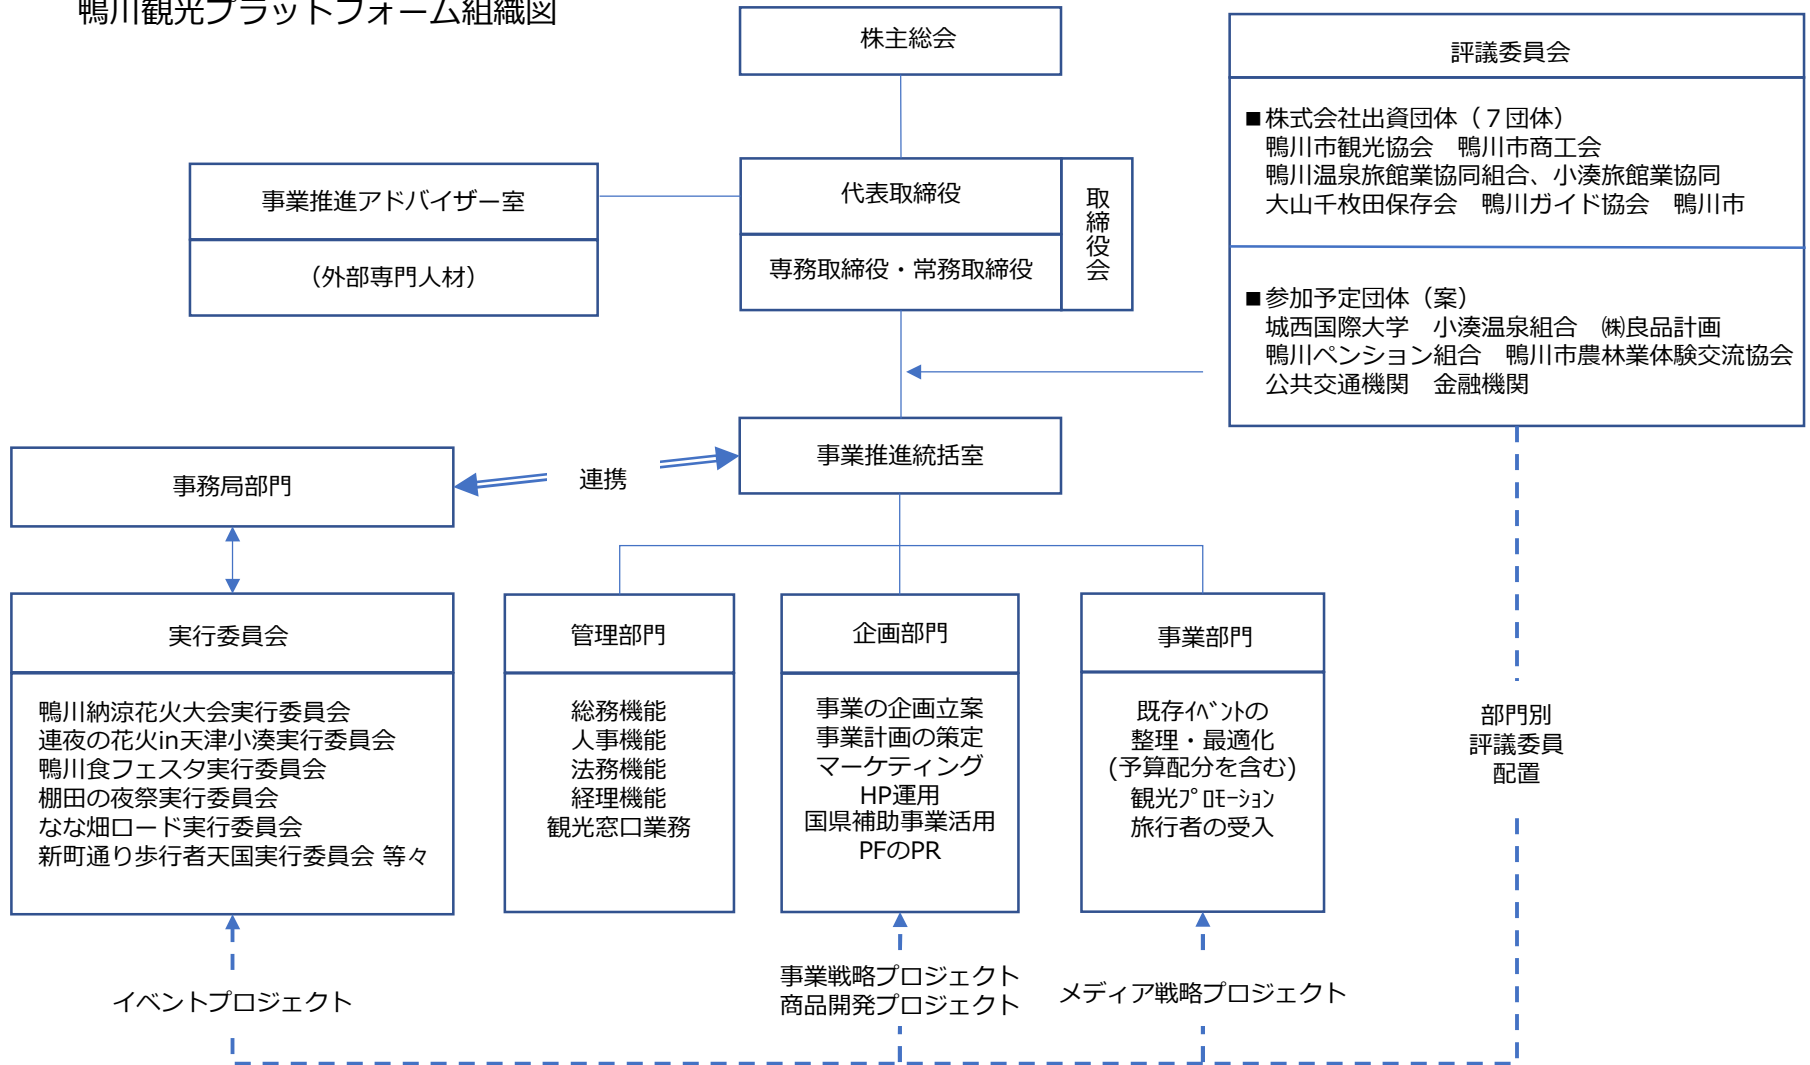 鴨川観光プラットフォーム組織図
株主総会
評議委員会
■株式会社出資団体（７団体）
鴨川市観光協会　鴨川市商工会
鴨川温泉旅館業協同組合、小湊旅館業協同
大山千枚田保存会　鴨川ガイド協会　鴨川市
■参加予定団体（案）
城西国際大学　小湊温泉組合　㈱良品計画
鴨川ペンション組合　鴨川市農林業体験交流協会
公共交通機関　金融機関
事業推進アドバイザー室
（外部専門人材）
代表取締役
専務取締役・常務取締役
取締役会
事業推進統括室
連携
事務局部門
実行委員会
鴨川納涼花火大会実行委員会
連夜の花火in天津小湊実行委員会
鴨川食フェスタ実行委員会
棚田の夜祭実行委員会
なな畑ロード実行委員会
新町通り歩行者天国実行委員会 等々
管理部門
総務機能
人事機能
法務機能
経理機能
観光窓口業務
企画部門
事業の企画立案
事業計画の策定
マーケティング
HP運用
国県補助事業活用
PFのPR
事業部門
既存ｲﾍﾞﾝﾄの
整理・最適化
(予算配分を含む)
観光ﾌﾟﾛﾓｰｼｮﾝ
旅行者の受入
部門別
評議委員
配置
イベントプロジェクト
事業戦略プロジェクト
商品開発プロジェクト
メディア戦略プロジェクト